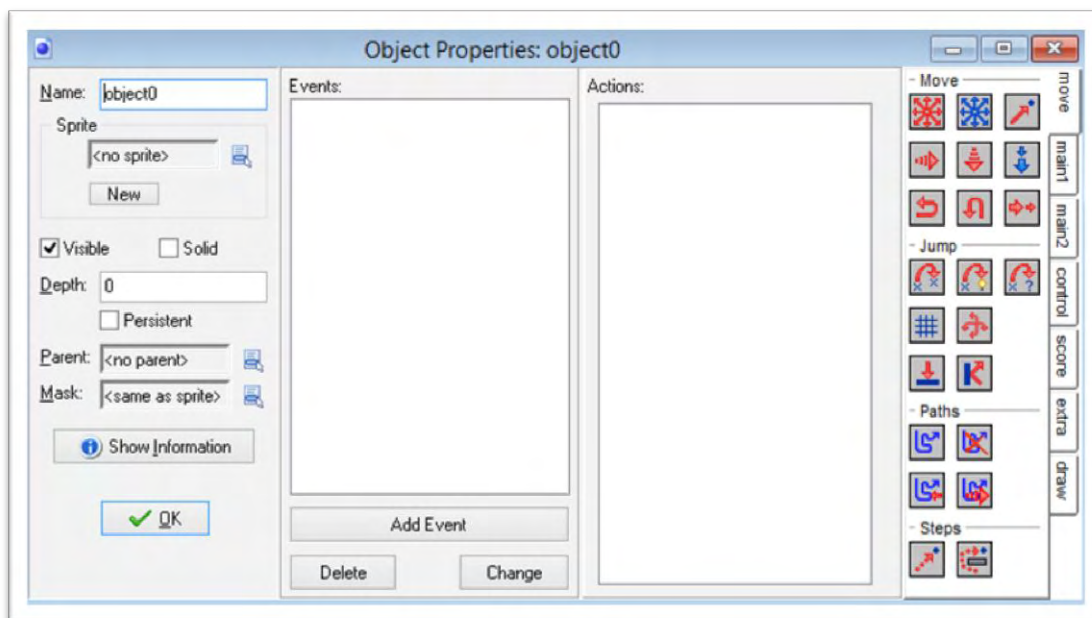 Object Properties: object0
Name: object0
Sprite
<no sprite>
New
Visible
Solid
Depth: 0
Persistent
Parent: <no parent>
Mask: <same as sprite>
Show Information
OK
Events:
Add Event
Delete
Change
Actions:
Move
Jump
Paths
Steps
move
main1
main2
control
score
extra
draw